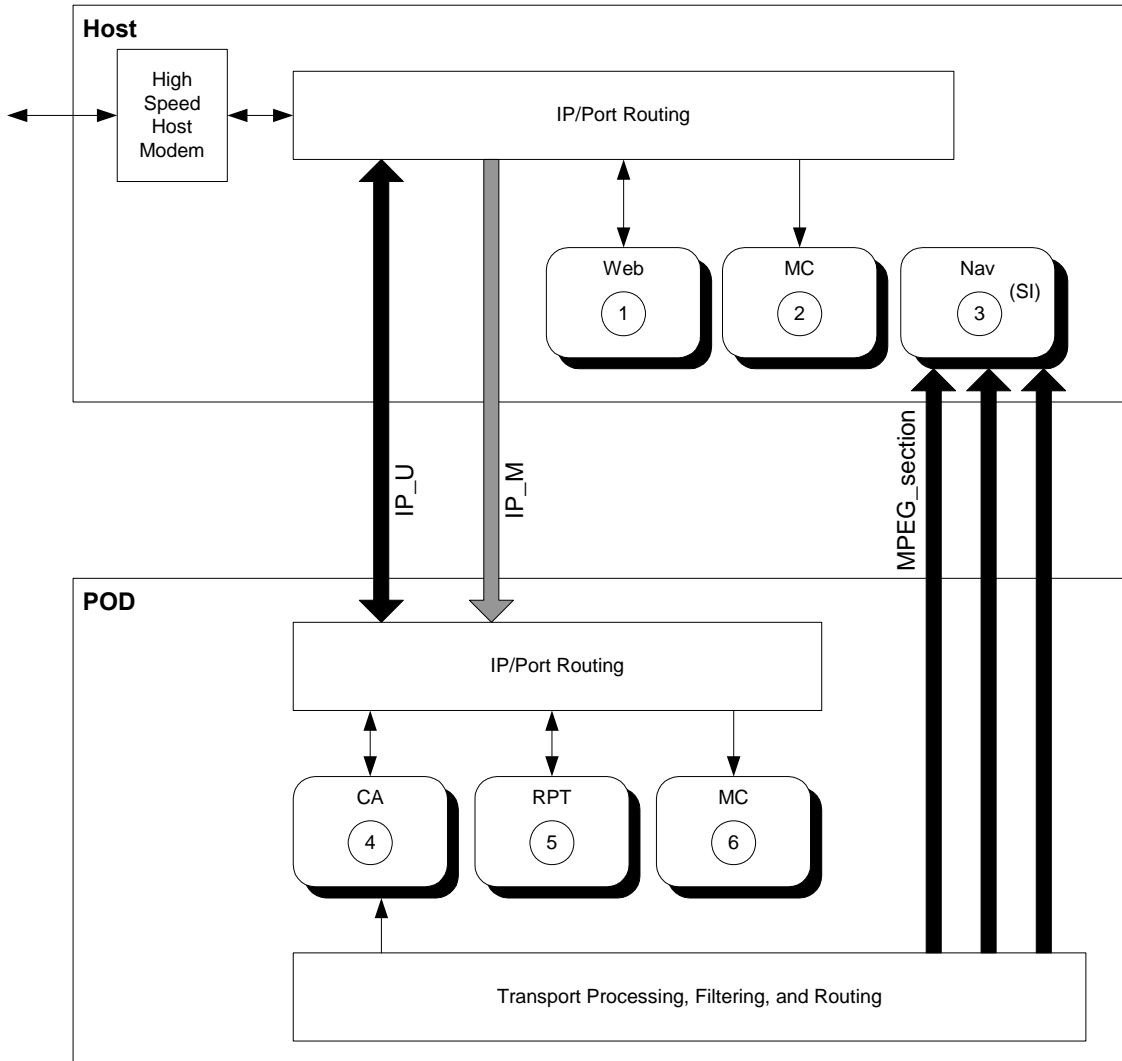 Host
High
Speed
Host
Modem
IP/Port Routing
Web
1
MC
2
Nav
(SI)
3
IP_U
IP_M
MPEG_section
POD
IP/Port Routing
CA
4
RPT
5
MC
6
Transport Processing, Filtering, and Routing